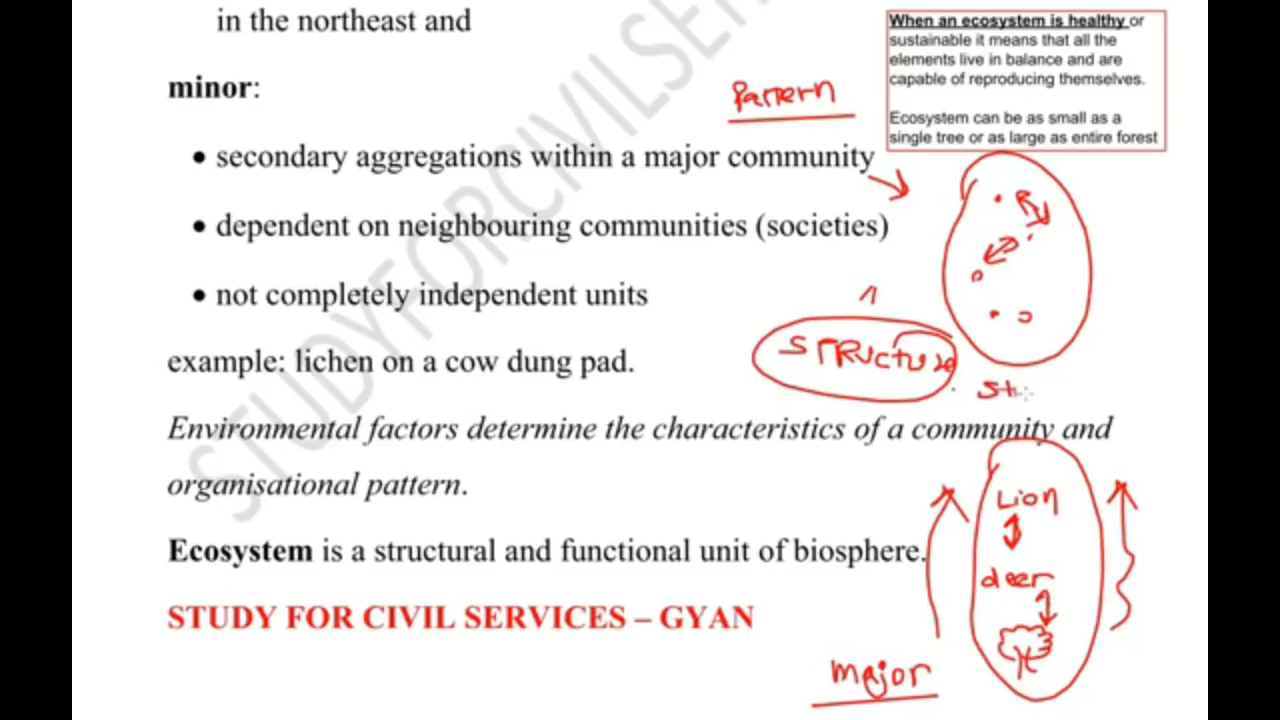 in the northeast and
When an ecosystem is healthy or
sustainable it means that all the
elements live in balance and are
capable of reproducing themselves.
Ecosystem can be as small as a
single tree or as large as entire forest
minor:
Pattern
• secondary aggregations within a major community
• dependent on neighbouring communities (societies)
• not completely independent units
STRUcture
example: lichen on a cow dung pad.
St
Environmental factors determine the characteristics of a community and
organisational pattern.
Lion
Ecosystem is a structural and functional unit of biosphere.
deer
STUDY FOR CIVIL SERVICES – GYAN
major
STUDYFORCIVILSER